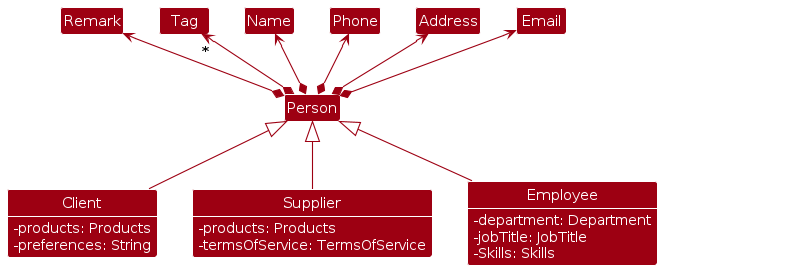 Remark
Tag
Name
Phone
Address
Email
*
Person
Client
-products: Products
-preferences: String
Supplier
-products: Products
-termsOfService: TermsOfService
Employee
-department: Department
-jobTitle: JobTitle
-Skills: Skills